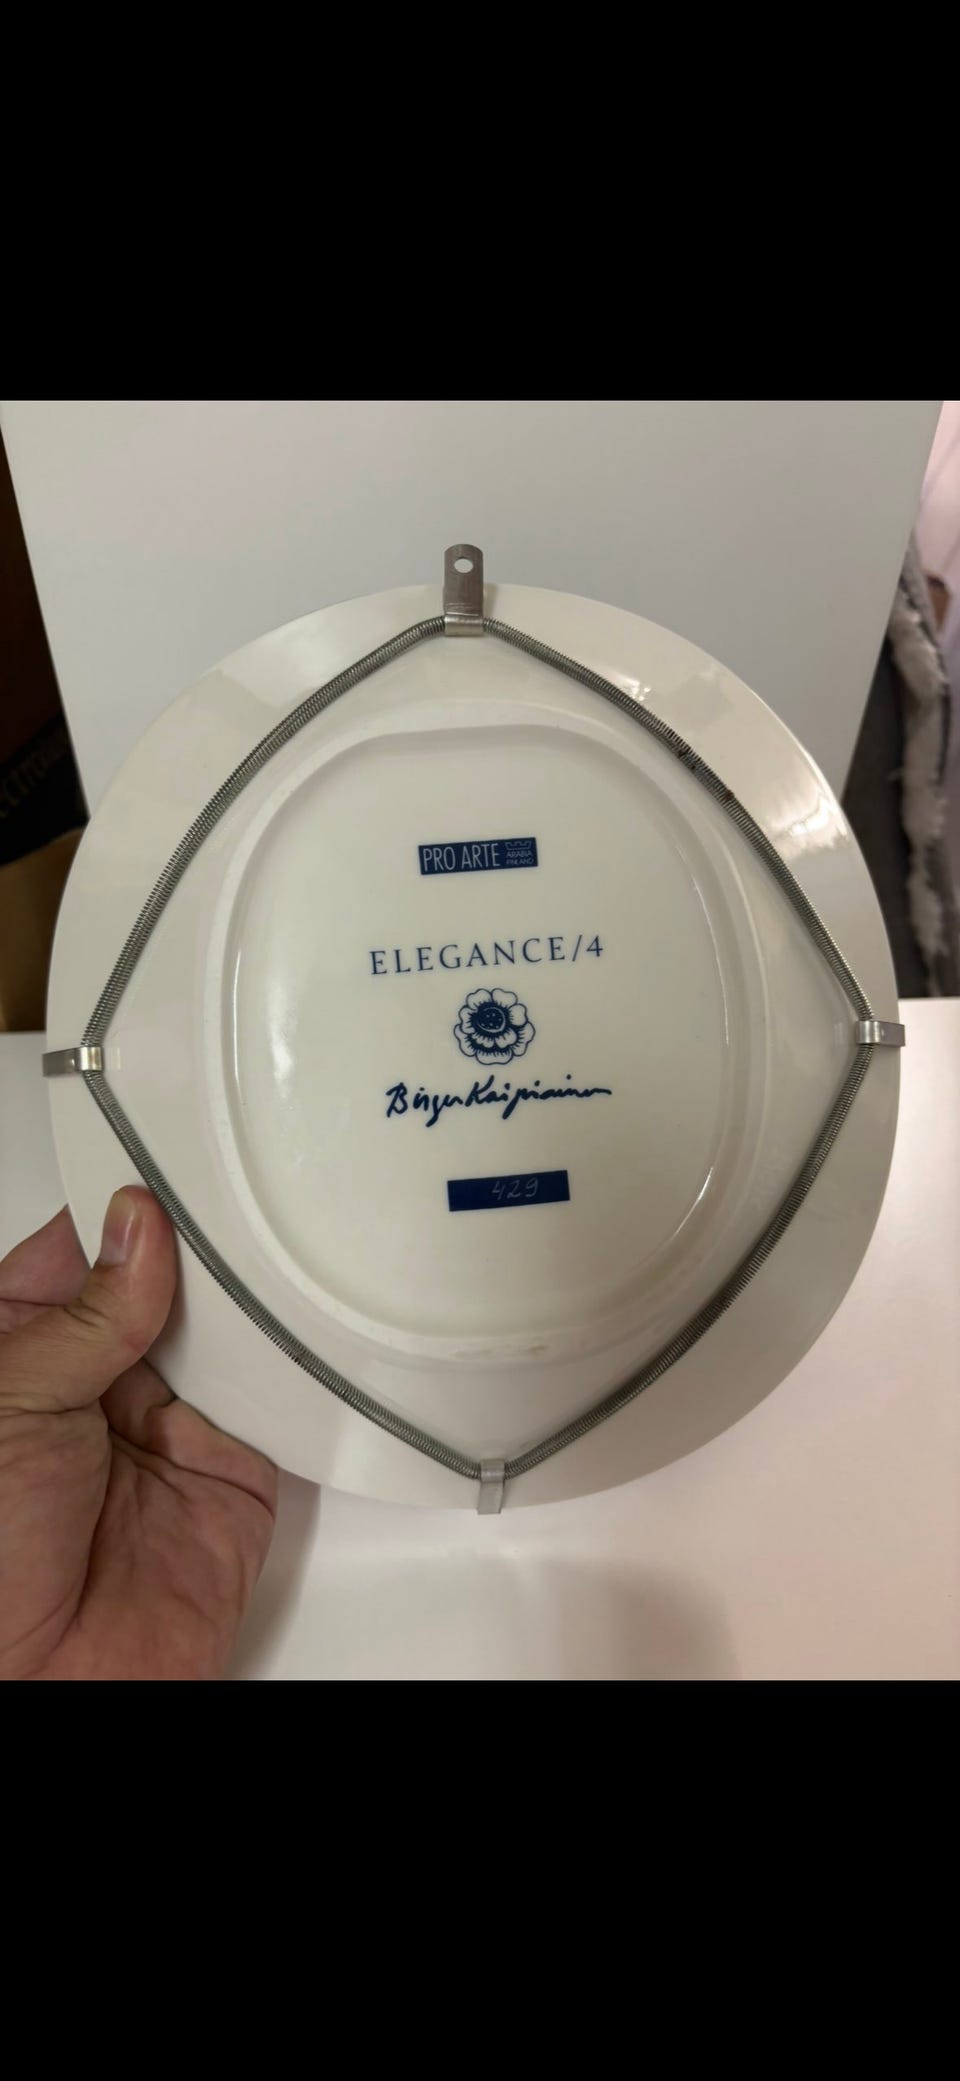 PRO ARTE ARABIA
FINLAND
ELEGANCE/4
Birger Kaipiainen
429